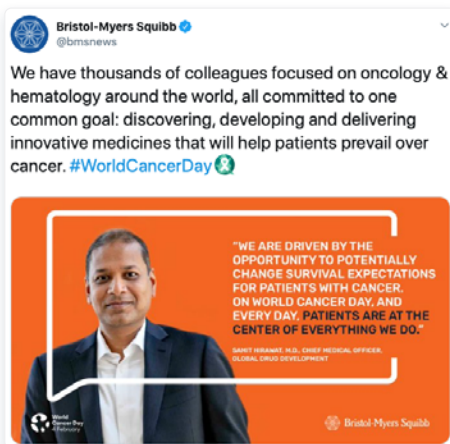 Bristol-Myers Squibb
@bmsnews
We have thousands of colleagues focused on oncology &
hematology around the world, all committed to one
common goal: discovering, developing and delivering
innovative medicines that will help patients prevail over
cancer. #WorldCancerDay
"WE ARE DRIVEN BY THE
OPPORTUNITY TO POTENTIALLY
CHANGE SURVIVAL EXPECTATIONS
FOR PATIENTS WITH CANCER.
ON WORLD CANCER DAY, AND
EVERY DAY, PATIENTS ARE AT THE
CENTER OF EVERYTHING WE DO."
SAMIT HIRAWAT, M.D., CHIEF MEDICAL OFFICER,
GLOBAL DRUG DEVELOPMENT
World
Cancer Day
4 February
Bristol-Myers Squibb